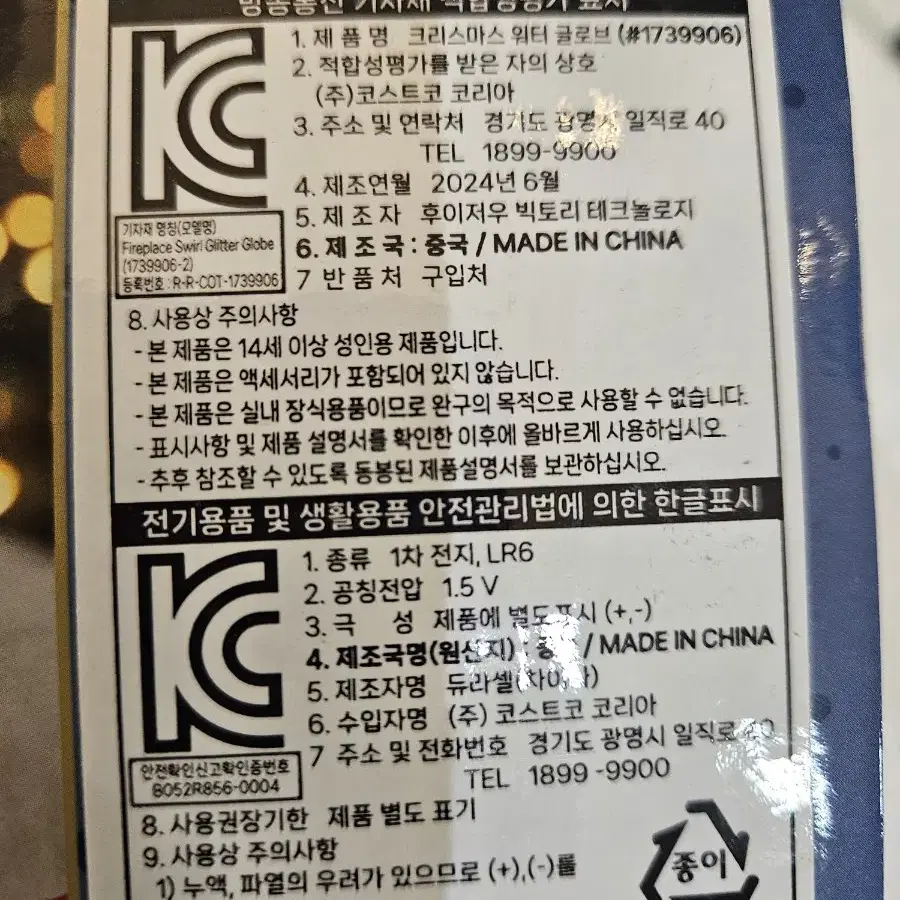 방송통신 기자재 적합성평가 표시
KC
1. 제 품 명 크리스마스 워터 글로브 (#1739906)
2. 적합성평가를 받은 자의 상호
(주)코스트코 코리아
3. 주소 및 연락처 경기도 광명시 일직로 40
TEL 1899-9900
4. 제조연월 2024년 6월
5. 제 조 자 후이저우 빅토리 테크놀로지
6. 제 조 국 : 중국 / MADE IN CHINA
7 반 품 처 구입처
기자재 명칭(모델명)
Fireplace Swirl Glitter Globe
(1739906-2)
등록번호 : R-R-COT-1739906
8. 사용상 주의사항
- 본 제품은 14세 이상 성인용 제품입니다.
- 본 제품은 액세서리가 포함되어 있지 않습니다.
- 본 제품은 실내 장식용품이므로 완구의 목적으로 사용할 수 없습니다.
- 표시사항 및 제품 설명서를 확인한 이후에 올바르게 사용하십시오.
- 추후 참조할 수 있도록 동봉된 제품설명서를 보관하십시오.
전기용품 및 생활용품 안전관리법에 의한 한글표시
KC
1. 종류 1차 전지, LR6
2. 공칭전압 1.5 V
3. 극 성 제품에 별도표시 (+,-)
4. 제조국명(원산지) : 중국 / MADE IN CHINA
5. 제조자명 듀라셀(차이나)
6. 수입자명 (주) 코스트코 코리아
7 주소 및 전화번호 경기도 광명시 일직로 40
TEL 1899-9900
안전확인신고확인증번호
B052R856-0004
8. 사용권장기한 제품 별도 표기
9. 사용상 주의사항
1) 누액, 파열의 우려가 있으므로 (+),(-)를
종이